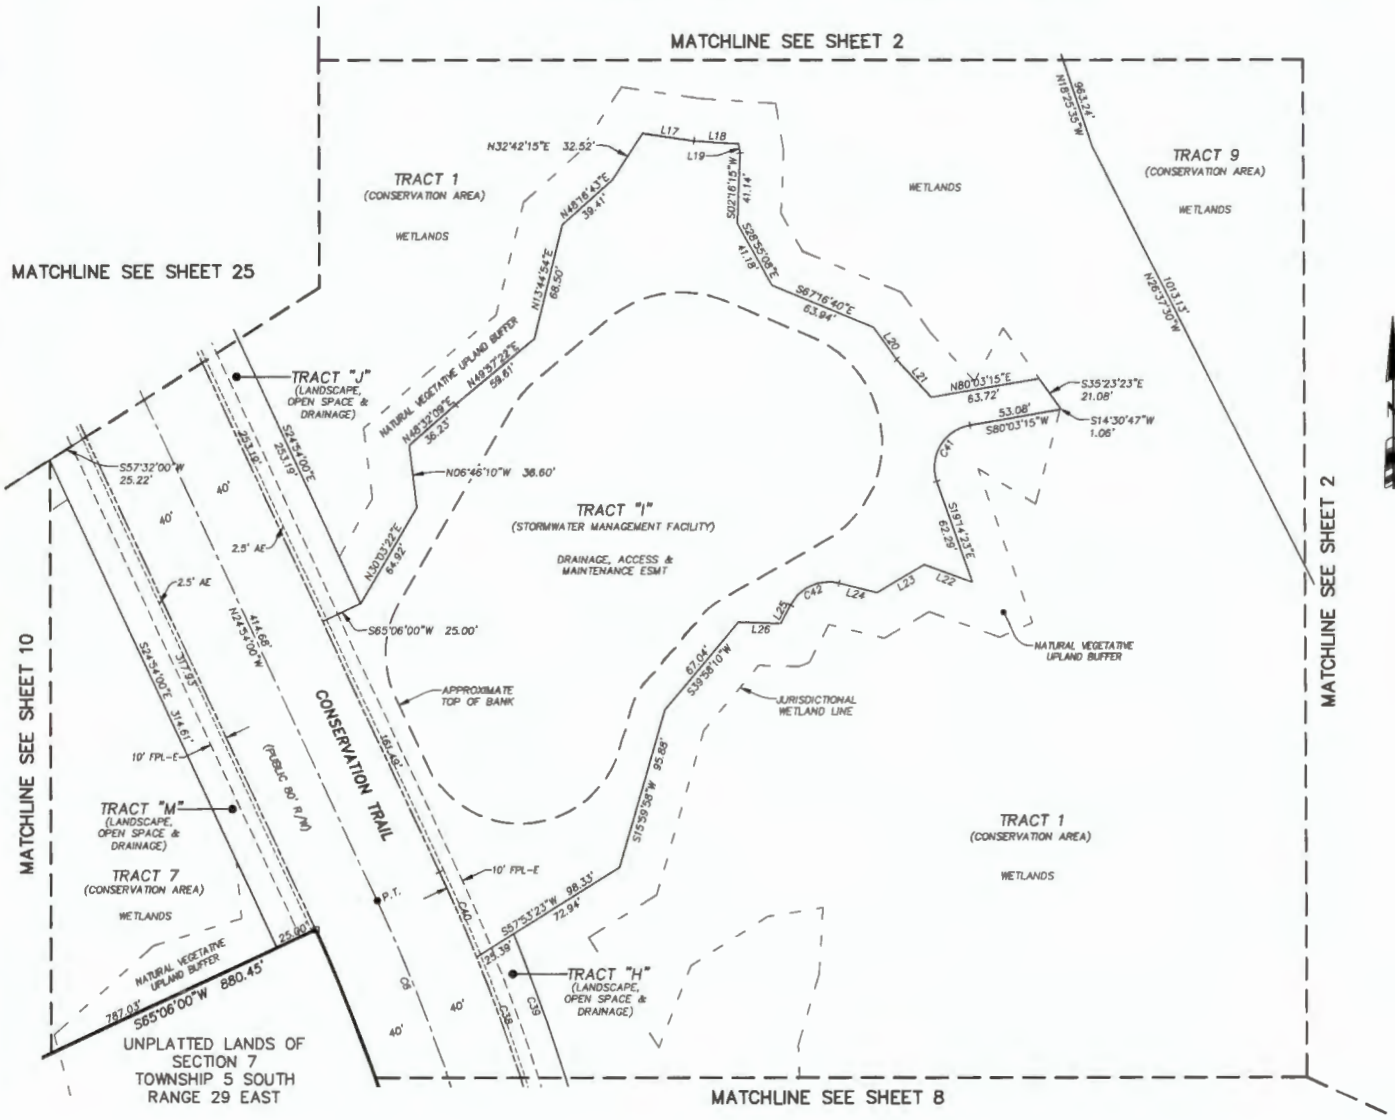 MATCHLINE SEE SHEET 2
963.24'
N18°25'35"W
L17
L18
N32°42'15"E 32.52'
L19
TRACT 1
(CONSERVATION AREA)
WETLANDS
N48°16'43"E
39.41'
S02°16'15"W
41.14'
WETLANDS
TRACT 9
(CONSERVATION AREA)
WETLANDS
S28°55'08"E
41.18'
MATCHLINE SEE SHEET 25
N13°44'54"E
68.50'
S67°16'40"E
63.94'
1013.13'
N26°37'30"W
NATURAL VEGETATIVE UPLAND BUFFER
N49°57'22"E
59.61'
L20
L21
TRACT "J"
(LANDSCAPE,
OPEN SPACE &
DRAINAGE)
N80°03'15"E
63.72'
S35°23'23"E
21.08'
53.08'
S80°03'15"W
S14°30'47"W
1.06'
N48°32'09"E
36.23'
253.19'
S24°54'00"E
253.19'
C41
S57°32'00"W
25.22'
N06°46'10"W 36.60'
40'
40'
TRACT "I"
(STORMWATER MANAGEMENT FACILITY)
DRAINAGE, ACCESS &
MAINTENANCE ESMT
S19°14'23"E
62.29'
2.5' AE
2.5' AE
N30°03'22"E
64.92'
L22
L23
L24
C42
L25
L26
S65°06'00"W 25.00'
414.68'
N24°54'00"W
317.93'
S24°54'00"E 314.61'
67.04'
S39°58'10"W
NATURAL VEGETATIVE
UPLAND BUFFER
MATCHLINE SEE SHEET 2
MATCHLINE SEE SHEET 10
APPROXIMATE
TOP OF BANK
JURISDICTIONAL
WETLAND LINE
CONSERVATION TRAIL
161.49'
(PUBLIC 80' R/W)
10' FPL-E
S15°59'58"W 95.88'
TRACT "M"
(LANDSCAPE,
OPEN SPACE &
DRAINAGE)
TRACT 1
(CONSERVATION AREA)
WETLANDS
TRACT 7
(CONSERVATION AREA)
WETLANDS
10' FPL-E
P.T.
C40
S57°53'23"W 98.33'
72.94'
25.39'
25.00'
NATURAL VEGETATIVE
UPLAND BUFFER
787.03'
S65°06'00"W 880.45'
TRACT "H"
(LANDSCAPE,
OPEN SPACE &
DRAINAGE)
40'
40'
C38
C39
UNPLATTED LANDS OF
SECTION 7
TOWNSHIP 5 SOUTH
RANGE 29 EAST
MATCHLINE SEE SHEET 8